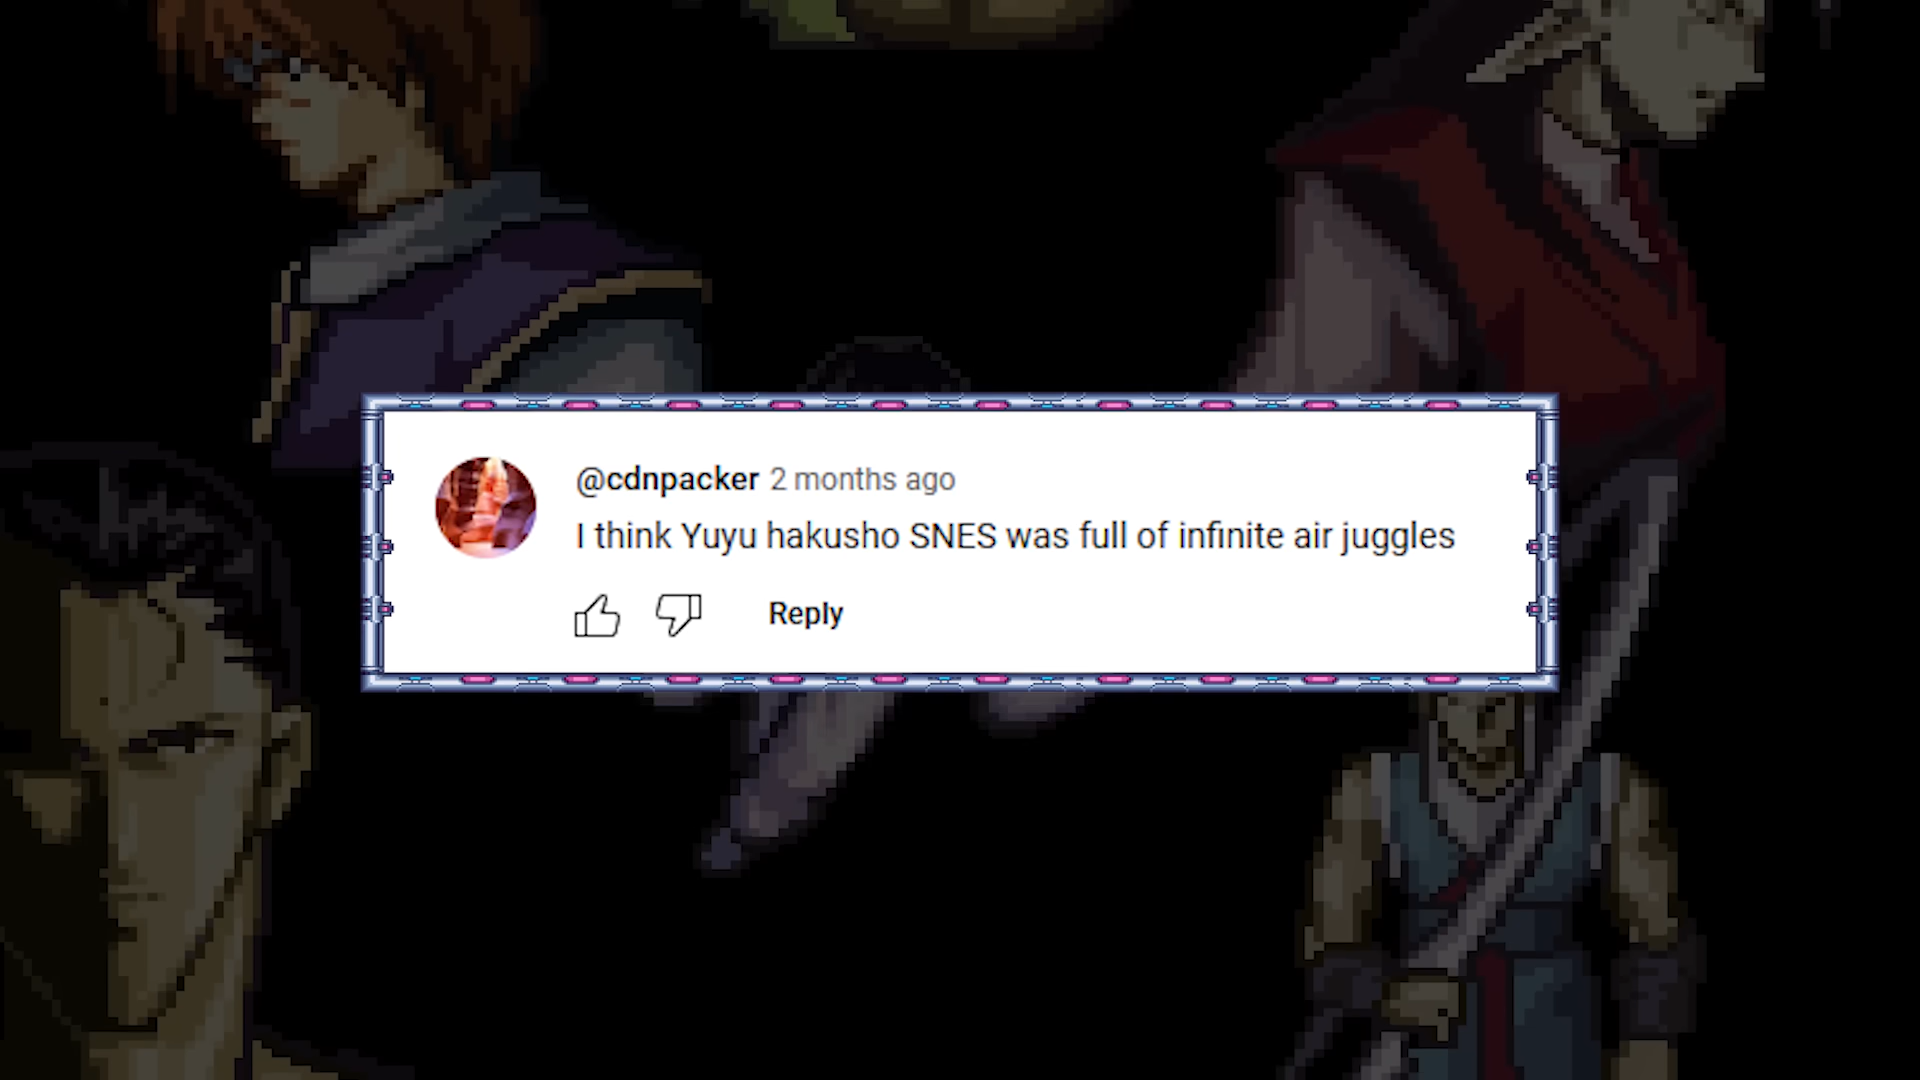 @cdnpacker 2 months ago
I think Yuyu hakusho SNES was full of infinite air juggles
Reply